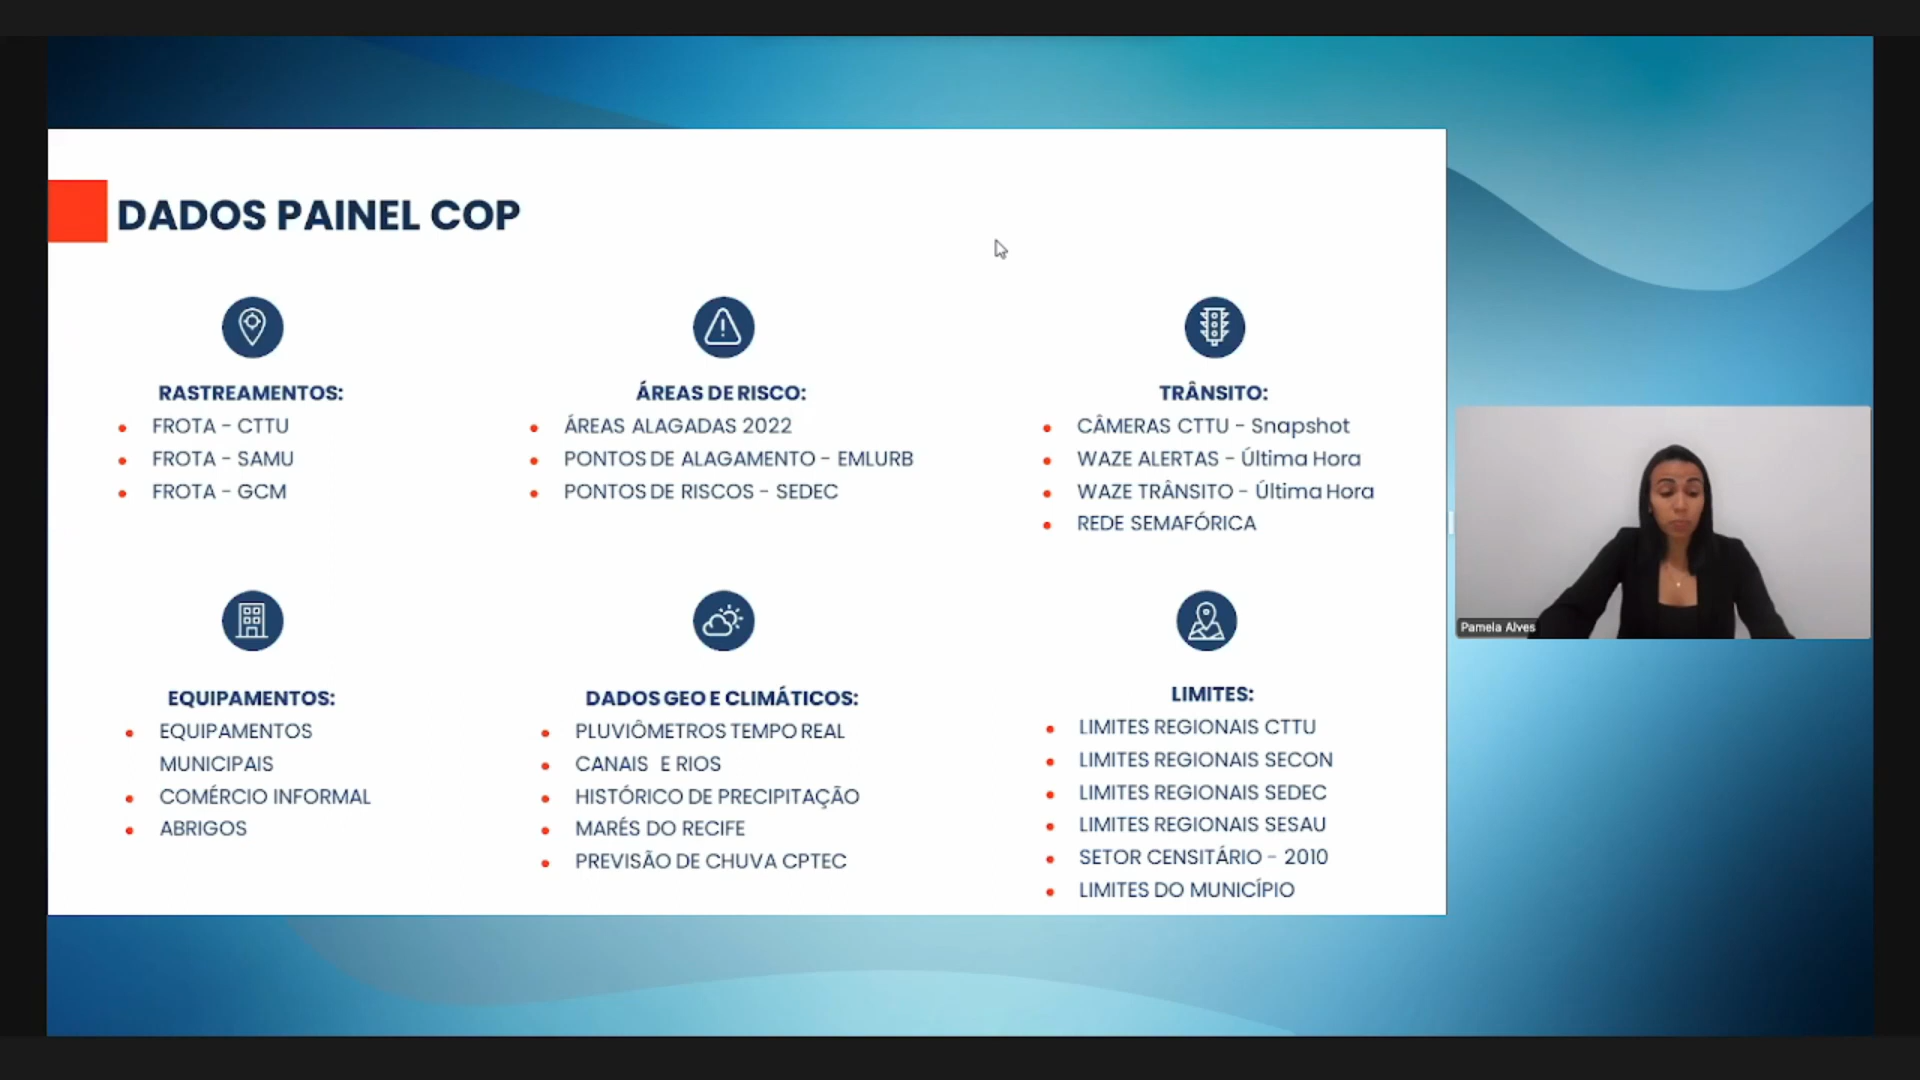 DADOS PAINEL COP
RASTREAMENTOS:
FROTA - CTTU
FROTA - SAMU
FROTA - GCM
ÁREAS DE RISCO:
ÁREAS ALAGADAS 2022
PONTOS DE ALAGAMENTO - EMLURB
PONTOS DE RISCOS - SEDEC
TRÂNSITO:
CÂMERAS CTTU - Snapshot
WAZE ALERTAS - Última Hora
WAZE TRÂNSITO - Última Hora
REDE SEMAFÓRICA
EQUIPAMENTOS:
EQUIPAMENTOS
MUNICIPAIS
COMÉRCIO INFORMAL
ABRIGOS
DADOS GEO E CLIMÁTICOS:
PLUVIÔMETROS TEMPO REAL
CANAIS E RIOS
HISTÓRICO DE PRECIPITAÇÃO
MARÉS DO RECIFE
PREVISÃO DE CHUVA CPTEC
LIMITES:
LIMITES REGIONAIS CTTU
LIMITES REGIONAIS SECON
LIMITES REGIONAIS SEDEC
LIMITES REGIONAIS SESAU
SETOR CENSITÁRIO - 2010
LIMITES DO MUNICÍPIO
Pamela Alves